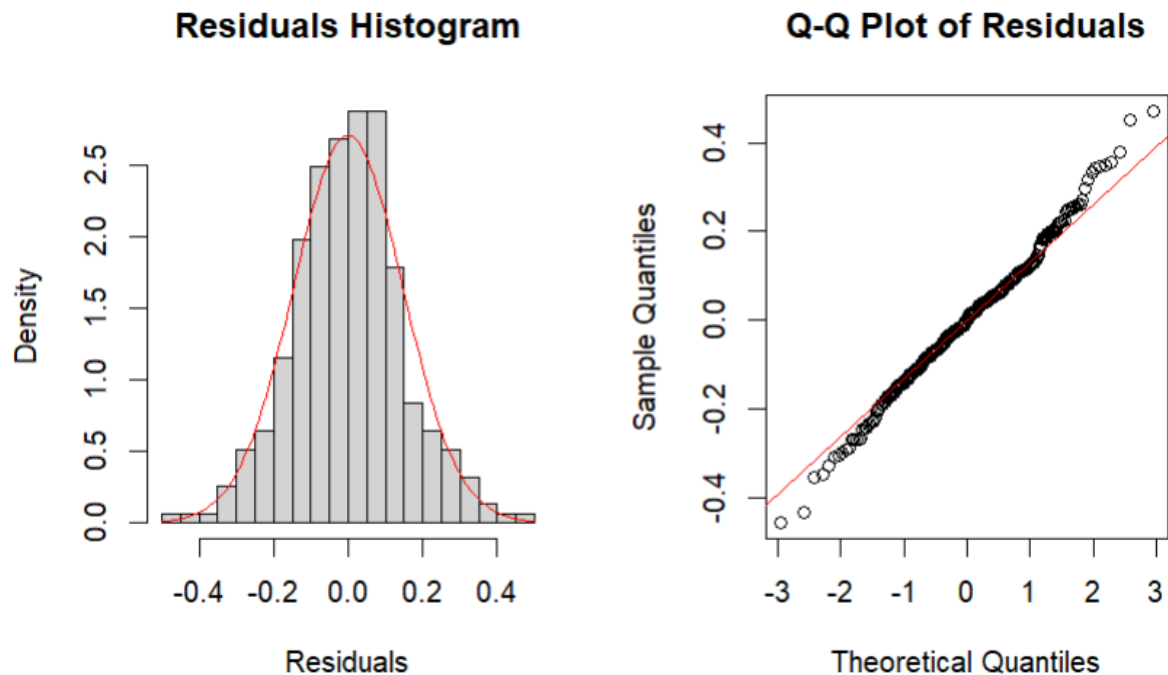 Residuals Histogram
Density
0.0 0.5 1.0 1.5 2.0 2.5
-0.4 -0.2 0.0 0.2 0.4
Residuals
Q-Q Plot of Residuals
Sample Quantiles
-0.4 -0.2 0.0 0.2 0.4
-3 -2 -1 0 1 2 3
Theoretical Quantiles